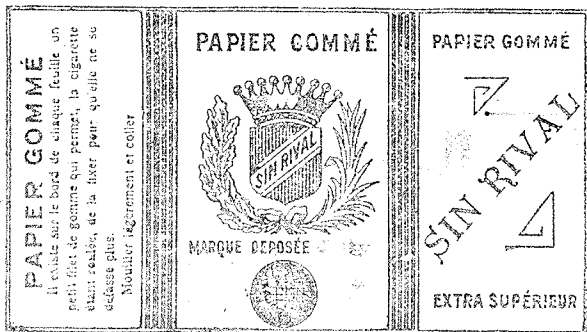 PAPIER GOMMÉ
Il existe sur le bord de chaque feuille un
petit filet de gomme qui permet, la cigarette
étant roulée, de la fixer pour qu'elle ne se
défasse plus.
Mouiller légèrement et coller
PAPIER GOMMÉ
SIN RIVAL
MARQUE DEPOSÉE
PAPIER GOMMÉ
SIN RIVAL
EXTRA SUPÉRIEUR